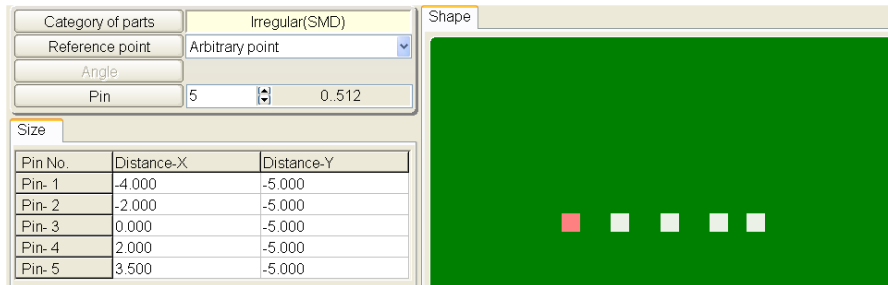 Category of parts Irregular(SMD)
Reference point Arbitrary point
Angle
Pin 5 0..512
Size
Pin No. Distance-X Distance-Y
Pin- 1 -4.000 -5.000
Pin- 2 -2.000 -5.000
Pin- 3 0.000 -5.000
Pin- 4 2.000 -5.000
Pin- 5 3.500 -5.000
Shape